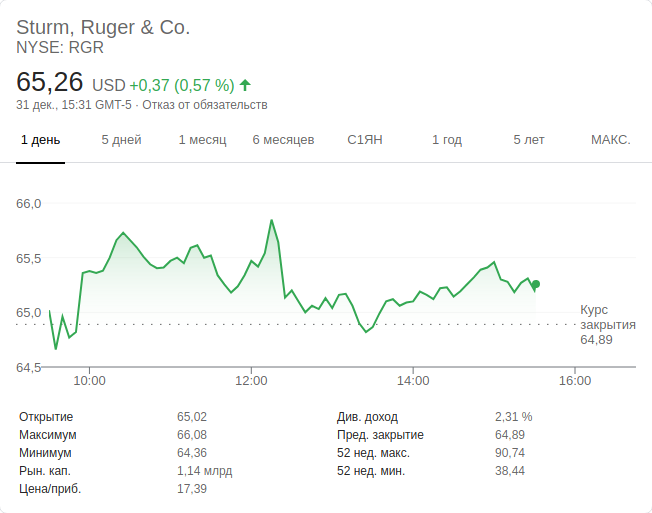 Sturm, Ruger & Co.
NYSE: RGR
65,26 USD +0,37 (0,57 %)
31 дек., 15:31 GMT-5 · Отказ от обязательств
1 день 5 дней 1 месяц 6 месяцев С1ЯН 1 год 5 лет МАКС.
66,0
65,5
65,0
64,5
Курс
закрытия
64,89
10:00 12:00 14:00 16:00
Открытие 65,02 Див. доход 2,31 %
Максимум 66,08 Пред. закрытие 64,89
Минимум 64,36 52 нед. макс. 90,74
Рын. кап. 1,14 млрд 52 нед. мин. 38,44
Цена/приб. 17,39